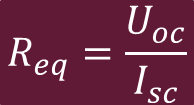 R_eq = U_oc / I_sc